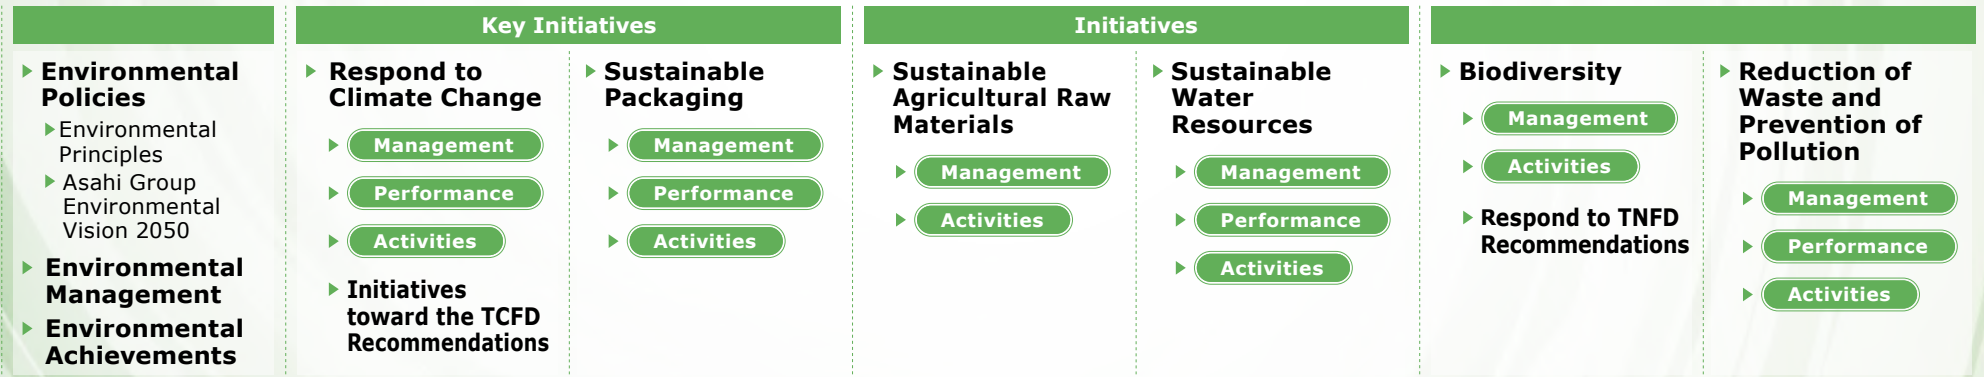 Key Initiatives
Initiatives
Environmental
Policies
Environmental
Principles
Asahi Group
Environmental
Vision 2050
Environmental
Management
Environmental
Achievements
Respond to
Climate Change
Management
Performance
Activities
Initiatives
toward the TCFD
Recommendations
Sustainable
Packaging
Management
Performance
Activities
Sustainable
Agricultural Raw
Materials
Management
Activities
Sustainable
Water
Resources
Management
Performance
Activities
Biodiversity
Management
Activities
Respond to TNFD
Recommendations
Reduction of
Waste and
Prevention of
Pollution
Management
Performance
Activities